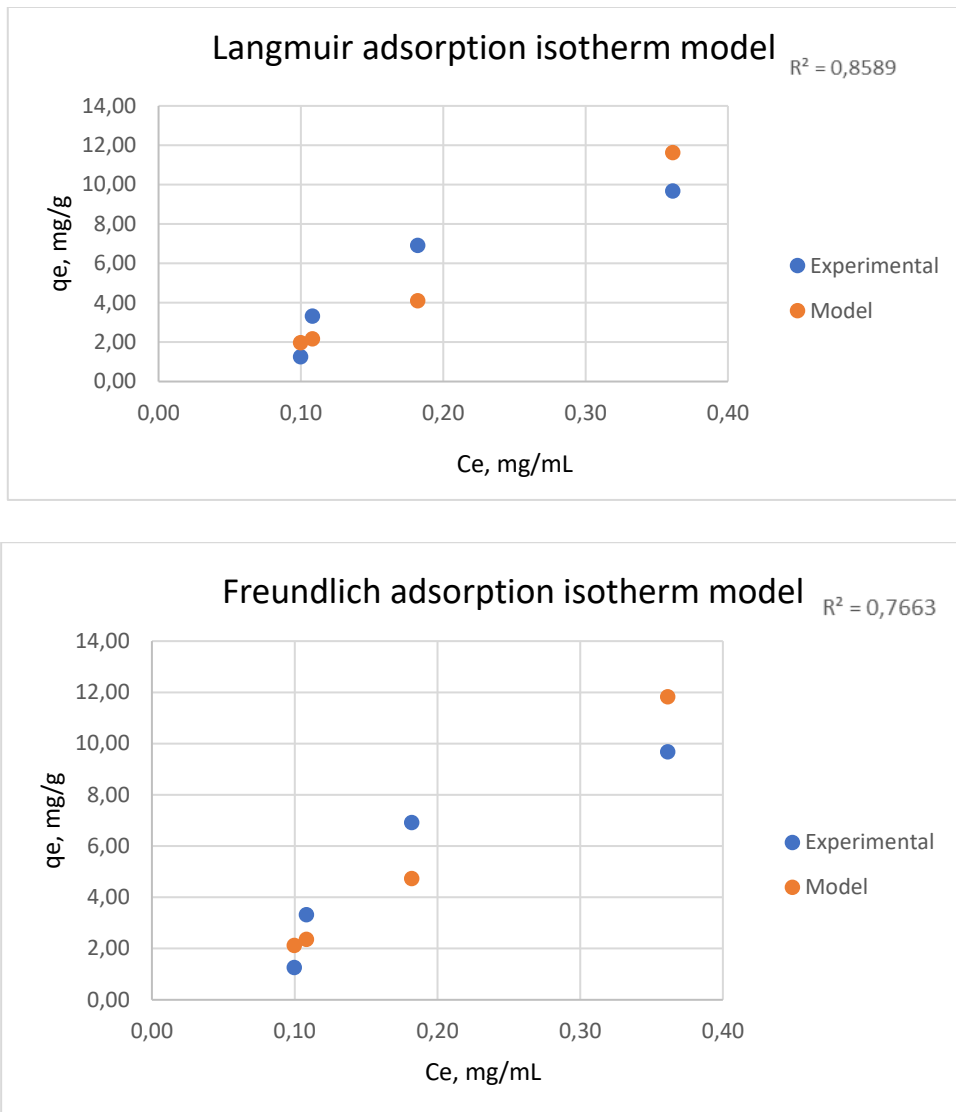 Langmuir adsorption isotherm model
R² = 0,8589
14,00
12,00
10,00
8,00
6,00
4,00
2,00
0,00
qe, mg/g
0,00 0,10 0,20 0,30 0,40
Ce, mg/mL
Experimental
Model
Freundlich adsorption isotherm model
R² = 0,7663
14,00
12,00
10,00
8,00
6,00
4,00
2,00
0,00
qe, mg/g
0,00 0,10 0,20 0,30 0,40
Ce, mg/mL
Experimental
Model